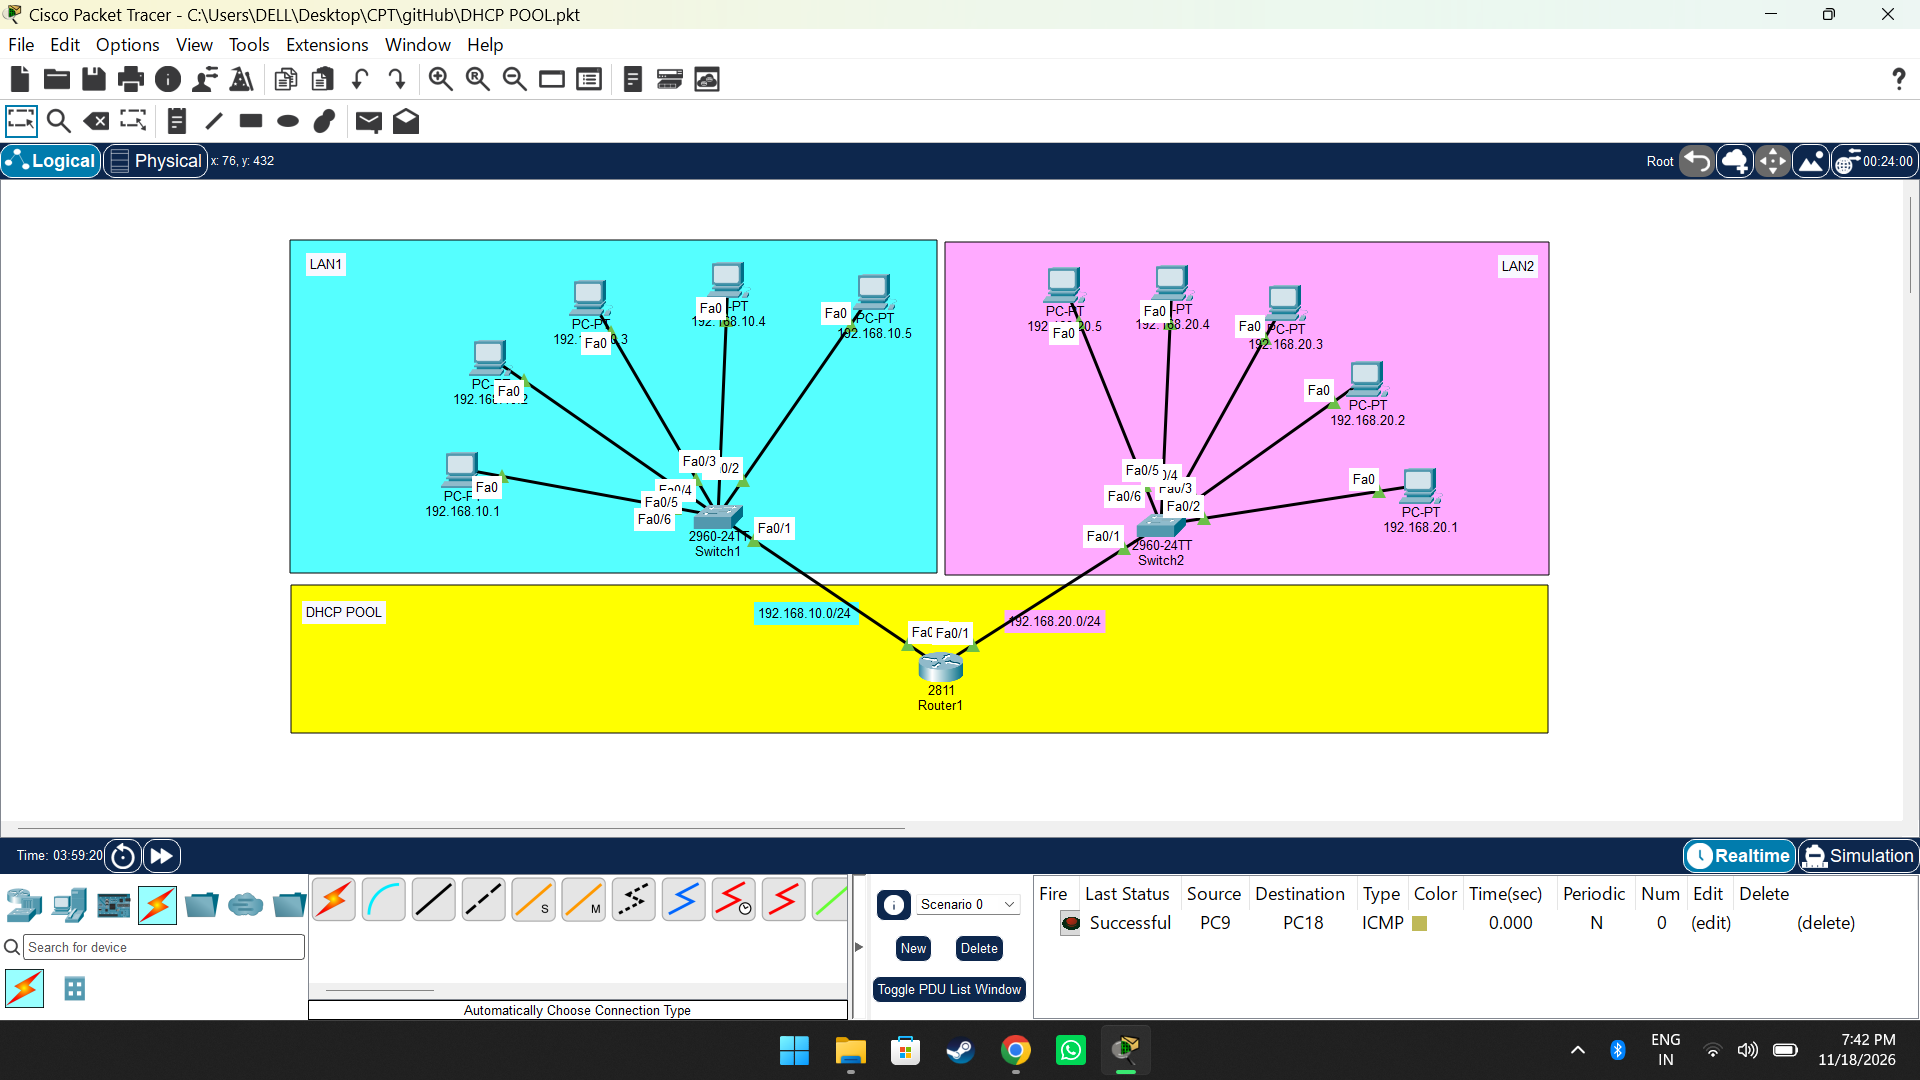 Cisco Packet Tracer - C:\Users\DELL\Desktop\CPT\gitHub\DHCP POOL.pkt
File Edit Options View Tools Extensions Window Help
Logical Physical x: 76, y: 432
Root 00:24:00
LAN1
PC-PT
192.168.10.1
Fa0
Fa0
PC-PT
Fa0
Fa0
-PT
192.168.10.4
Fa0
PC-PT
192.168.10.5
Fa0/3
0/2
Fa0/4
Fa0/5
Fa0/6
Fa0/1
2960-24TT
Switch1
LAN2
PC-PT
Fa0
Fa0
-PT
192.168.20.4
Fa0
PC-PT
192.168.20.3
Fa0
PC-PT
192.168.20.2
Fa0
PC-PT
192.168.20.1
Fa0/5
0/4
Fa0/3
Fa0/6
Fa0/2
Fa0/1
2960-24TT
Switch2
DHCP POOL
192.168.10.0/24
192.168.20.0/24
Fa0/1
2811
Router1
Time: 03:59:20
Realtime Simulation
S
M
Search for device
Automatically Choose Connection Type
Scenario 0
New Delete
Toggle PDU List Window
Fire Last Status Source Destination Type Color Time(sec) Periodic Num Edit Delete
Successful PC9 PC18 ICMP 0.000 N 0 (edit) (delete)
ENG
IN
7:42 PM
11/18/2026